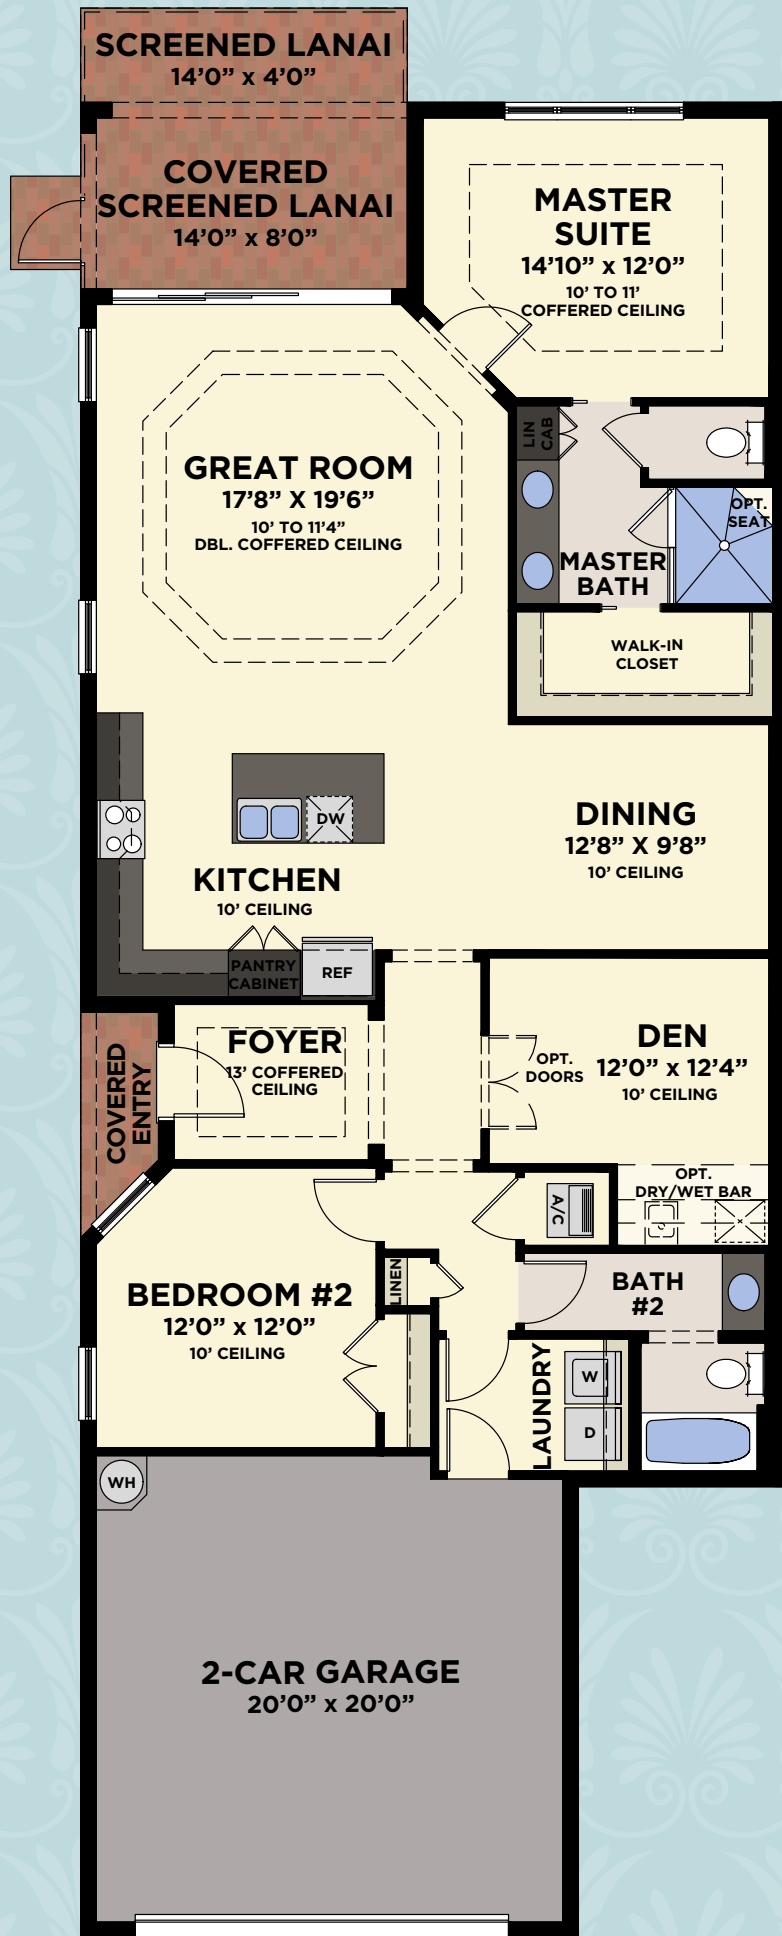 SCREENED LANAI
14’0” x 4’0”
COVERED
SCREENED LANAI
14’0” x 8’0”
MASTER
SUITE
14’10” x 12’0”
10’ TO 11’
COFFERED CEILING
GREAT ROOM
17’8” X 19’6”
10’ TO 11’4”
DBL. COFFERED CEILING
LIN
CAB
OPT.
SEAT
MASTER
BATH
WALK-IN
CLOSET
DW
DINING
12’8” X 9’8”
10’ CEILING
KITCHEN
10’ CEILING
PANTRY
CABINET
REF
COVERED
ENTRY
FOYER
13’ COFFERED
CEILING
OPT.
DOORS
DEN
12’0” x 12’4”
10’ CEILING
OPT.
DRY/WET BAR
A/C
LINEN
BEDROOM #2
12’0” x 12’0”
10’ CEILING
BATH
#2
LAUNDRY
W
D
WH
2-CAR GARAGE
20’0” x 20’0”